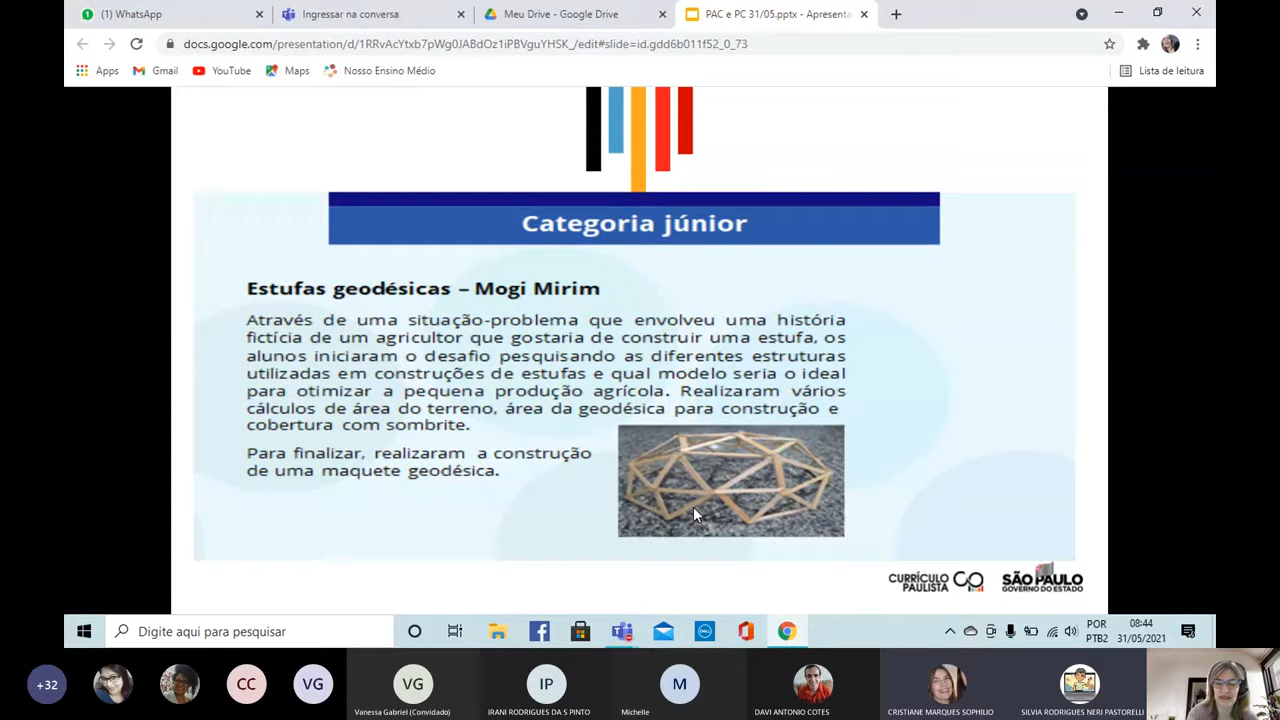 (1) WhatsApp
Ingressar na conversa
Meu Drive - Google Drive
PAC e PC 31/05.pptx - Apresenta
docs.google.com/presentation/d/1RRvAcYtxb7pWg0JABdOz1iPBVguYHSK_/edit#slide=id.gdd6b011f52_0_73
Apps
Gmail
YouTube
Maps
Nosso Ensino Médio
Lista de leitura
Categoria júnior
Estufas geodésicas – Mogi Mirim
Através de uma situação-problema que envolveu uma história
fictícia de um agricultor que gostaria de construir uma estufa, os
alunos iniciaram o desafio pesquisando as diferentes estruturas
utilizadas em construções de estufas e qual modelo seria o ideal
para otimizar a pequena produção agrícola. Realizaram vários
cálculos de área do terreno, área da geodésica para construção e
cobertura com sombrite.
Para finalizar, realizaram a construção
de uma maquete geodésica.
CURRÍCULO
PAULISTA
SÃO PAULO
GOVERNO DO ESTADO
Digite aqui para pesquisar
DELL
POR
PTB2
08:44
31/05/2021
+32
CC
VG
VG
Vanessa Gabriel (Convidado)
IP
IRANI RODRIGUES DA S PINTO
M
Michelle
DAVI ANTONIO COTES
CRISTIANE MARQUES SOPHILIO
SILVIA RODRIGUES NERI PASTORELLI